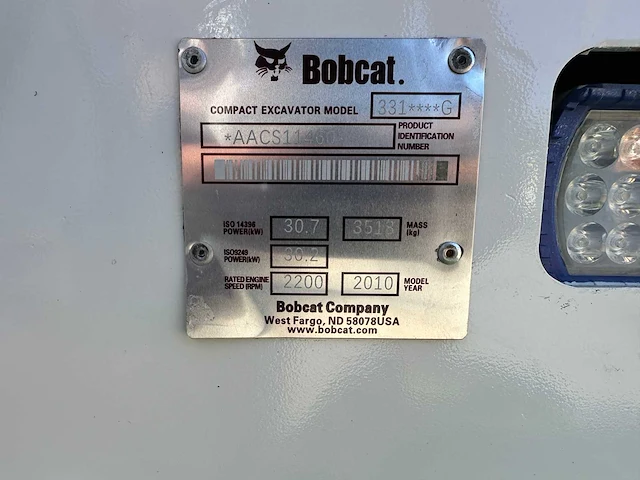 Bobcat.
COMPACT EXCAVATOR MODEL 331****G
PRODUCT IDENTIFICATION NUMBER
ISO 14396 POWER(kW) 30.7 3518 MASS (kg)
ISO9249 POWER(kW) 30.2
RATED ENGINE SPEED (RPM) 2200 2010 MODEL YEAR
Bobcat Company
West Fargo, ND 58078USA
www.bobcat.com